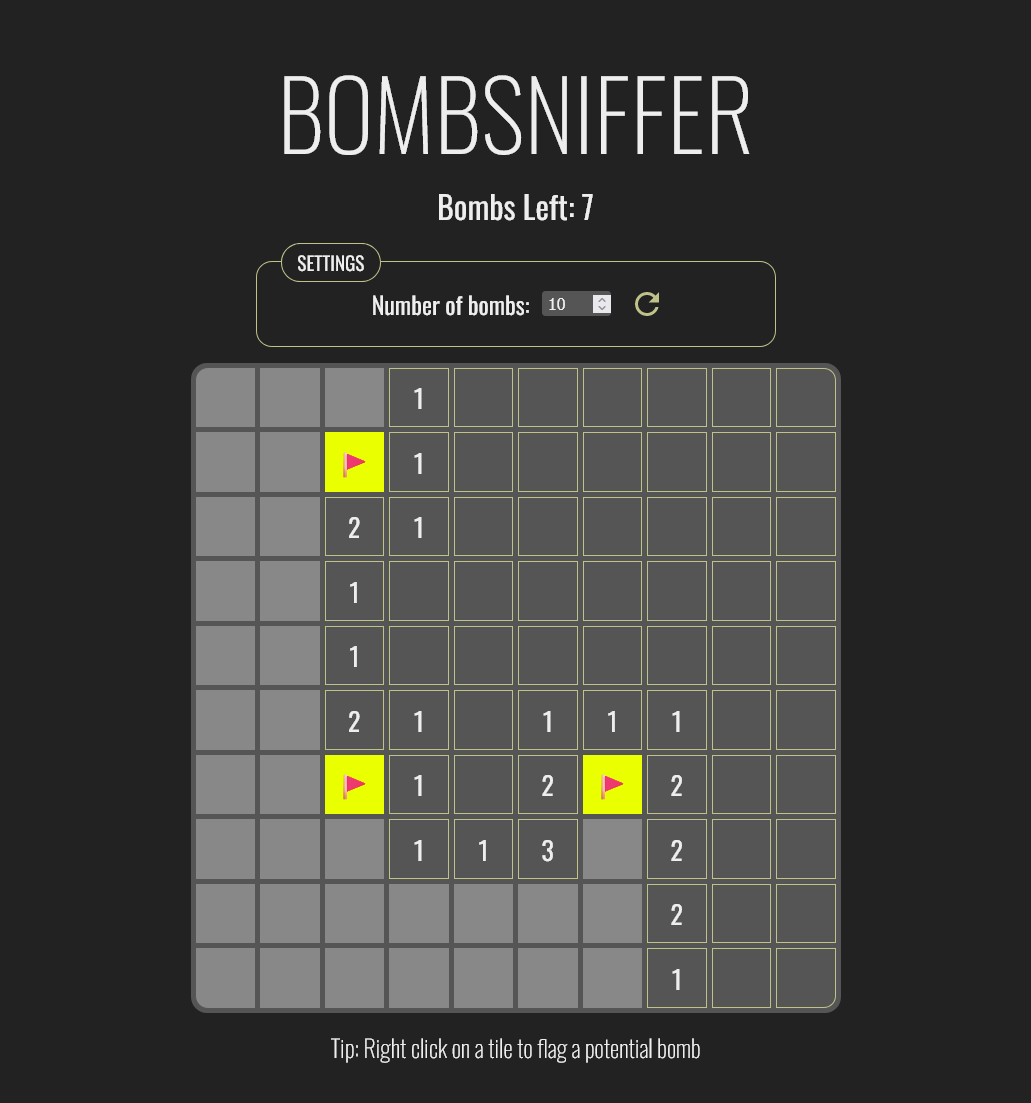 BOMBSNIFFER
Bombs Left: 7
SETTINGS
Number of bombs: 10
1
1
2 1
1
1
2 1 1 1 1
1 2 2
1 1 3 2
2
1
Tip: Right click on a tile to flag a potential bomb